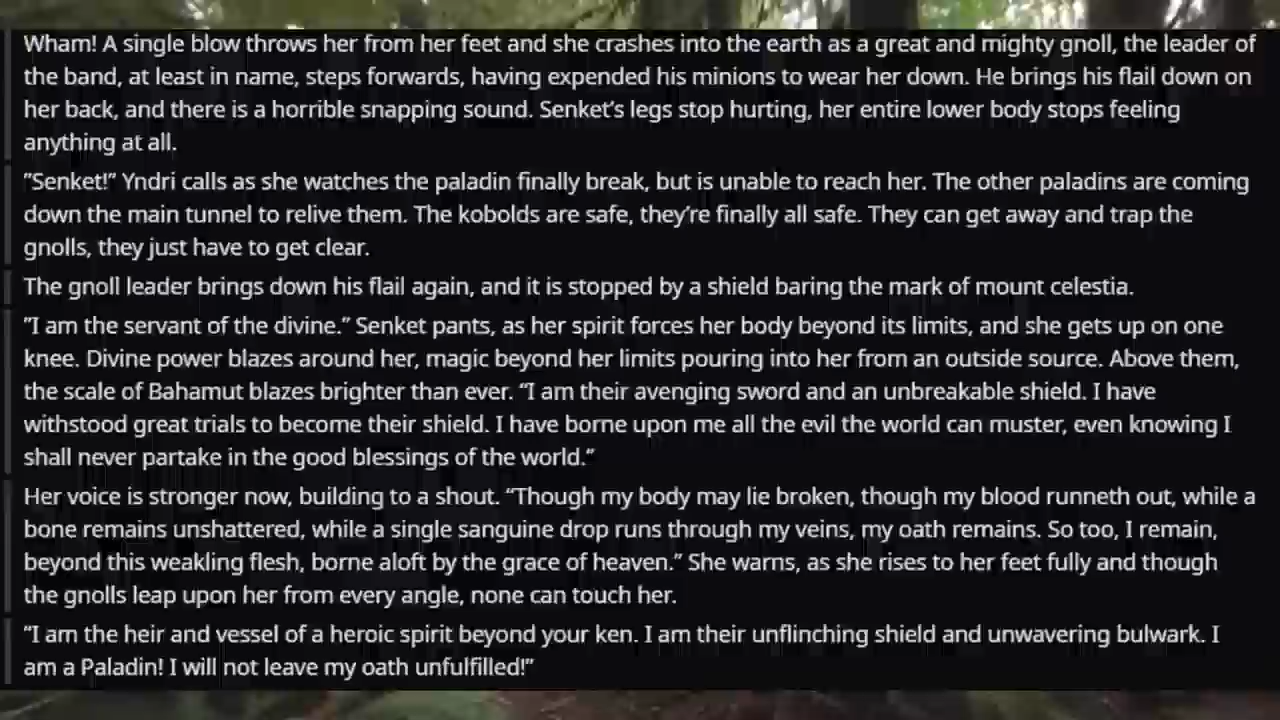 Wham! A single blow throws her from her feet and she crashes into the earth as a great and mighty gnoll, the leader of
the band, at least in name, steps forwards, having expended his minions to wear her down. He brings his flail down on
her back, and there is a horrible snapping sound. Senket’s legs stop hurting, her entire lower body stops feeling
anything at all.
”Senket!” Yndri calls as she watches the paladin finally break, but is unable to reach her. The other paladins are coming
down the main tunnel to relive them. The kobolds are safe, they’re finally all safe. They can get away and trap the
gnolls, they just have to get clear.
The gnoll leader brings down his flail again, and it is stopped by a shield baring the mark of mount celestia.
”I am the servant of the divine.” Senket pants, as her spirit forces her body beyond its limits, and she gets up on one
knee. Divine power blazes around her, magic beyond her limits pouring into her from an outside source. Above them,
the scale of Bahamut blazes brighter than ever. “I am their avenging sword and an unbreakable shield. I have
withstood great trials to become their shield. I have borne upon me all the evil the world can muster, even knowing I
shall never partake in the good blessings of the world.”
Her voice is stronger now, building to a shout. “Though my body may lie broken, though my blood runneth out, while a
bone remains unshattered, while a single sanguine drop runs through my veins, my oath remains. So too, I remain,
beyond this weakling flesh, borne aloft by the grace of heaven.” She warns, as she rises to her feet fully and though
the gnolls leap upon her from every angle, none can touch her.
“I am the heir and vessel of a heroic spirit beyond your ken. I am their unflinching shield and unwavering bulwark. I
am a Paladin! I will not leave my oath unfulfilled!”